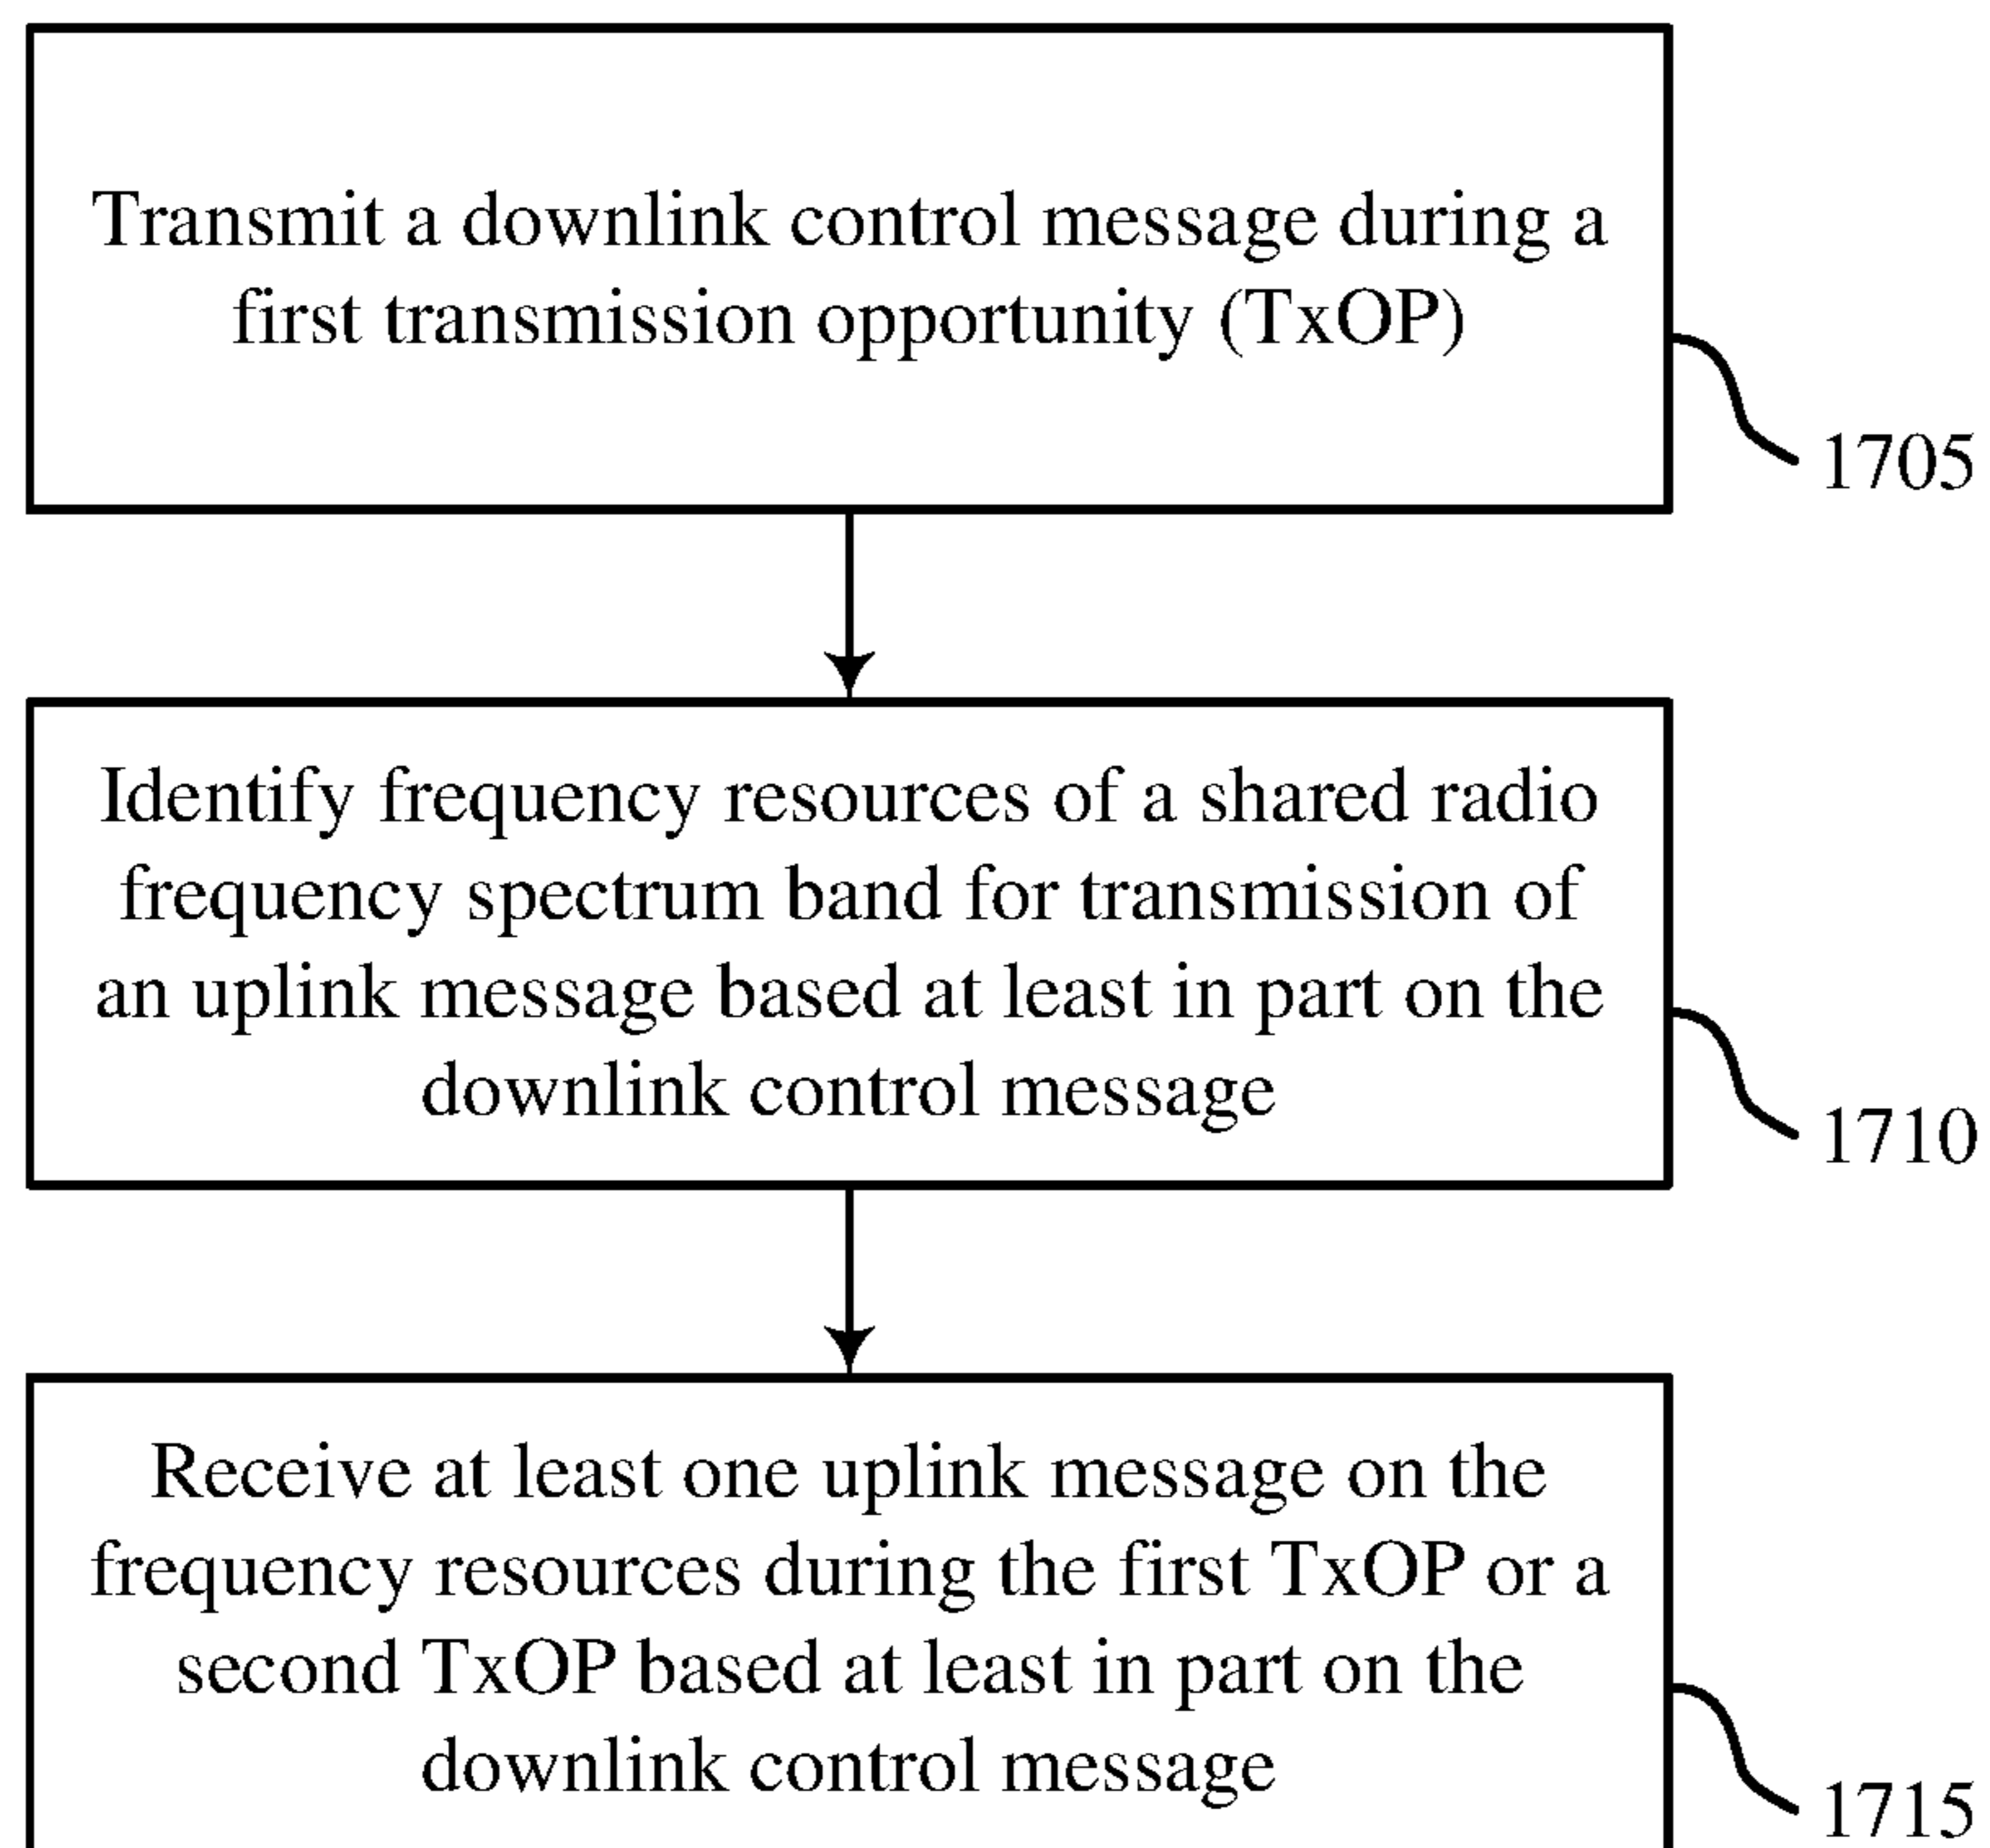 Transmit a downlink control message during a
first transmission opportunity (TxOP)
1705
Identify frequency resources of a shared radio
frequency spectrum band for transmission of
an uplink message based at least in part on the
downlink control message
1710
Receive at least one uplink message on the
frequency resources during the first TxOP or a
second TxOP based at least in part on the
downlink control message
1715